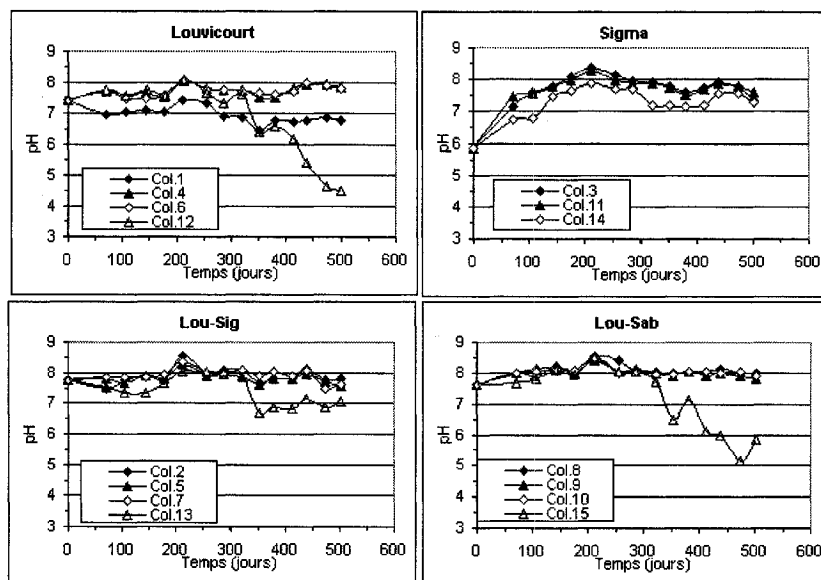 Louvicourt
9
8
7
6
5
4
3
pH
Col.1
Col.4
Col.6
Col.12
0 100 200 300 400 500 600
Temps (jours)
Sigma
9
8
7
6
5
4
3
pH
Col.3
Col.11
Col.14
0 100 200 300 400 500 600
Temps (jours)
Lou-Sig
9
8
7
6
5
4
3
pH
Col.2
Col.5
Col.7
Col.13
0 100 200 300 400 500 600
Temps (jours)
Lou-Sab
9
8
7
6
5
4
3
pH
Col.8
Col.9
Col.10
Col.15
0 100 200 300 400 500 600
Temps (jours)